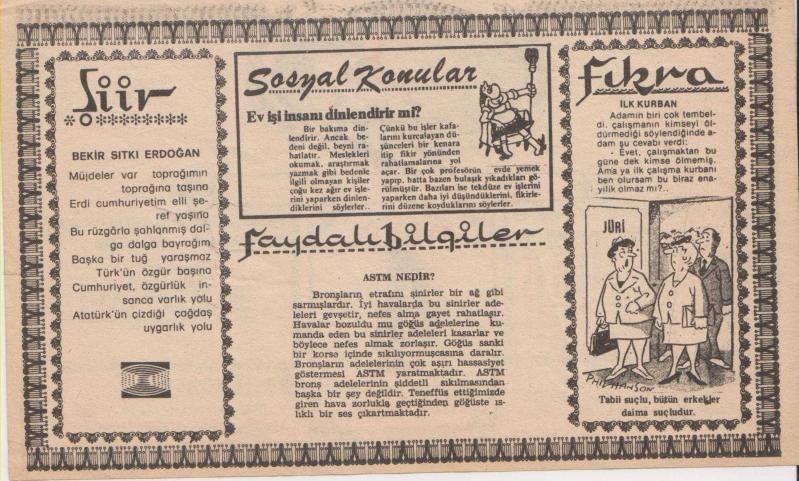 Şiir
BEKİR SITKI ERDOĞAN
Müjdeler var toprağımın
toprağına taşına
Erdi cumhuriyetim elli şe-
ref yaşına
Bu rüzgârla şahlanmış dal-
ga dalga bayrağım
Başka bir tuğ yaraşmaz
Türk'ün özgür başına
Cumhuriyet, özgürlük in-
sanca varlık yolu
Atatürk'ün çizdiği çağdaş
uygarlık yolu
Sosyal Konular
Ev işi insanı dinlendirir mi?
Bir bakıma din-
lendirir. Ancak be-
deni değil, beyni ra-
hatlatır. Meslekleri
okumak, araştırmak
yazmak gibi bedenle
ilgili olmayan kişiler
çoğu kez ağır ev işle-
rini yaparken dinlen-
diklerini söylerler..
Çünkü bu işler kafa-
larını kurcalayan dü-
şünceleri bir kenara
itip fikir yönünden
rahatlamalarına yol
açar. Bir çok profesörün evde yemek
yapıp, hatta bazen bulaşık yıkadıkları gö-
rülmüştür. Bazıları ise tekdüze ev işlerini
yaparken daha iyi düşündüklerini, fikirle-
rini düzene koyduklarını söylerler.
Faydalı bilgiler
ASTM NEDİR?
Bronşların etrafını sinirler bir ağ gibi
sarmışlardır. İyi havalarda bu sinirler ade-
leleri gevşetir, nefes alma gayet rahatlaşır.
Havalar bozuldu mu göğüs adelelerine ku-
manda eden bu sinirler adeleleri kasarlar ve
böylece nefes almak zorlaşır. Göğüs sanki
bir korse içinde sıkılıyormuşcasına daralır.
Bronşların adelelerinin çok aşırı hassasiyet
göstermesi ASTM yaratmaktadır. ASTM
bronş adelelerinin şiddetli sıkılmasından
başka bir şey değildir. Teneffüs ettiğimizde
giren hava zorlukla geçtiğinden göğüste ıs-
lıklı bir ses çıkartmaktadır.
Fıkra
İLK KURBAN
Adamın biri çok tembel-
di. çalışmanın kimseyi öl-
dürmediği söylendiğinde a-
dam şu cevabı verdi:
- Evet, çalışmaktan bu
güne dek kimse ölmemiş.
Ama ya ilk çalışma kurbanı
ben olursam bu biraz ena-
yilik olmaz mı?..
JÜRİ
PHIL HANSON
Tabii suçlu, bütün erkekler
daima suçludur.